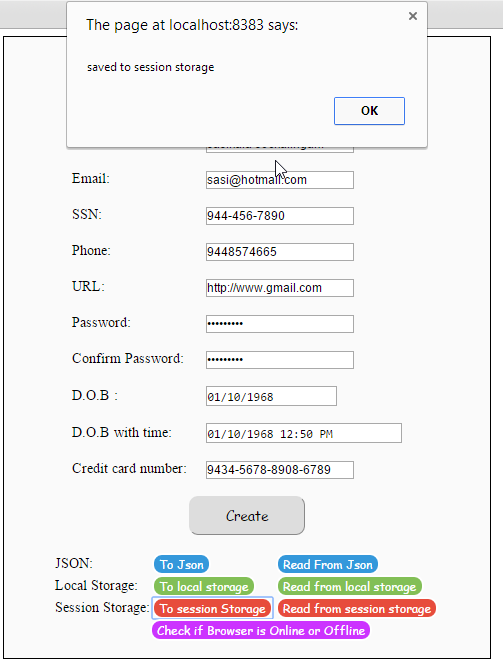 The page at localhost:8383 says:
saved to session storage
OK
Email: sasi@hotmail.com
SSN: 944-456-7890
Phone: 9448574665
URL: http://www.gmail.com
Password: •••••••••
Confirm Password: •••••••••
D.O.B : 01/10/1968
D.O.B with time: 01/10/1968 12:50 PM
Credit card number: 9434-5678-8908-6789
Create
JSON: To Json Read From Json
Local Storage: To local storage Read from local storage
Session Storage: To session Storage Read from session storage
Check if Browser is Online or Offline